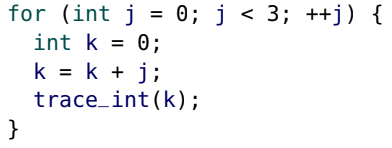 for (int j = 0; j < 3; ++j) {
  int k = 0;
  k = k + j;
  trace_int(k);
}